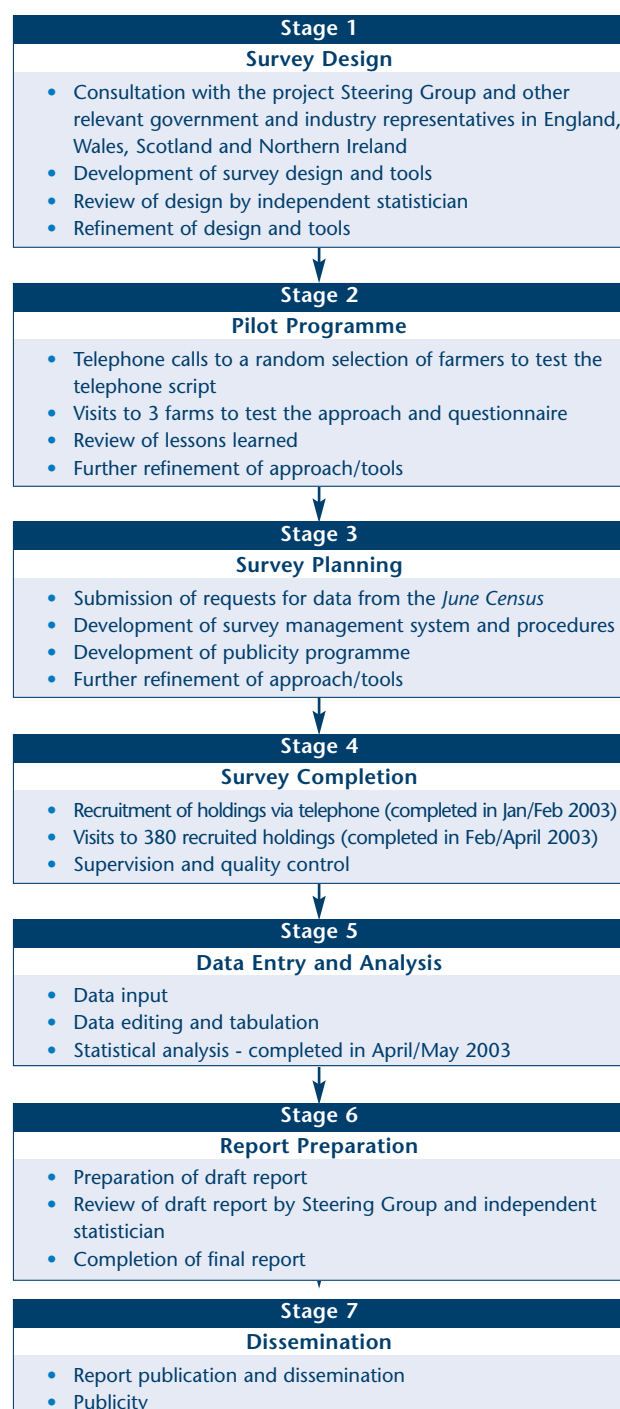 Stage 1
Survey Design
• Consultation with the project Steering Group and other
relevant government and industry representatives in England,
Wales, Scotland and Northern Ireland
• Development of survey design and tools
• Review of design by independent statistician
• Refinement of design and tools
Stage 2
Pilot Programme
• Telephone calls to a random selection of farmers to test the
telephone script
• Visits to 3 farms to test the approach and questionnaire
• Review of lessons learned
• Further refinement of approach/tools
Stage 3
Survey Planning
• Submission of requests for data from the June Census
• Development of survey management system and procedures
• Development of publicity programme
• Further refinement of approach/tools
Stage 4
Survey Completion
• Recruitment of holdings via telephone (completed in Jan/Feb 2003)
• Visits to 380 recruited holdings (completed in Feb/April 2003)
• Supervision and quality control
Stage 5
Data Entry and Analysis
• Data input
• Data editing and tabulation
• Statistical analysis - completed in April/May 2003
Stage 6
Report Preparation
• Preparation of draft report
• Review of draft report by Steering Group and independent
statistician
• Completion of final report
Stage 7
Dissemination
• Report publication and dissemination
• Publicity